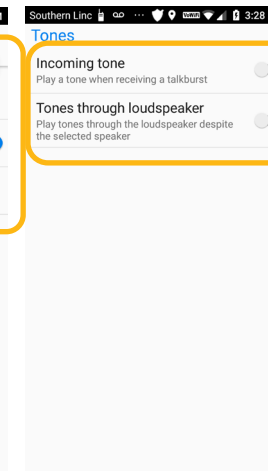 Southern Linc VoWiFi 3:28
Tones
Incoming tone
Play a tone when receiving a talkburst
Tones through loudspeaker
Play tones through the loudspeaker despite
the selected speaker